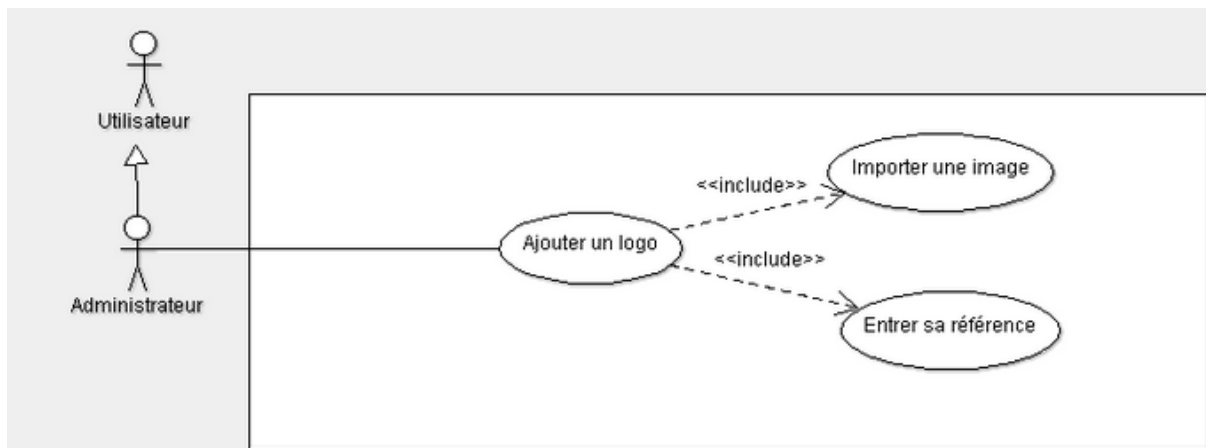 Utilisateur
Importer une image
<<include>>
Ajouter un logo
<<include>>
Administrateur
Entrer sa référence